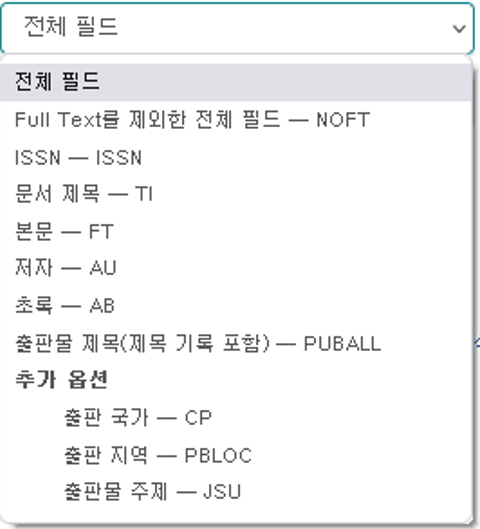 전체 필드
전체 필드
Full Text를 제외한 전체 필드 — NOFT
ISSN — ISSN
문서 제목 — TI
본문 — FT
저자 — AU
초록 — AB
출판물 제목(제목 기록 포함) — PUBALL
추가 옵션
출판 국가 — CP
출판 지역 — PBLOC
출판물 주제 — JSU